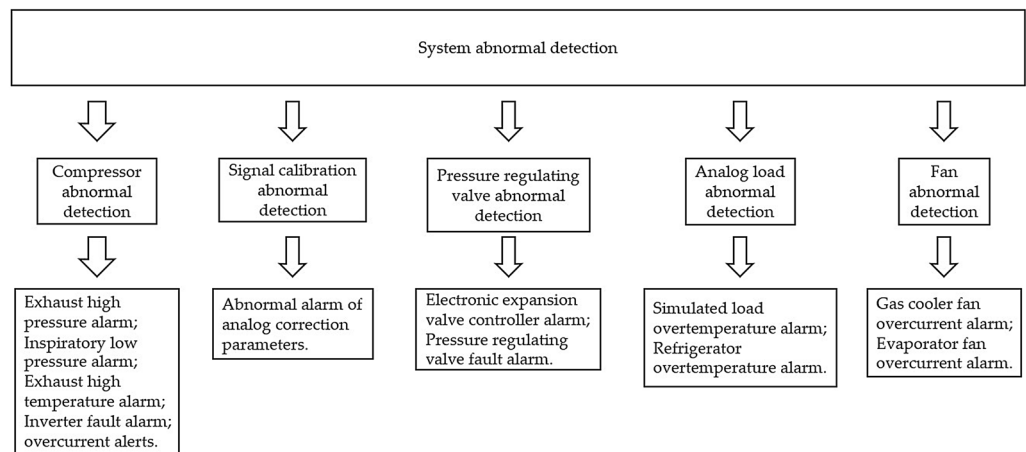 System abnormal detection
Compressor
abnormal
detection
Signal calibration
abnormal
detection
Pressure regulating
valve abnormal
detection
Analog load
abnormal
detection
Fan
abnormal
detection
Exhaust high
pressure alarm;
Inspiratory low
pressure alarm;
Exhaust high
temperature alarm;
Inverter fault alarm;
overcurrent alerts.
Abnormal alarm of
analog correction
parameters.
Electronic expansion
valve controller alarm;
Pressure regulating
valve fault alarm.
Simulated load
overtemperature alarm;
Refrigerator
overtemperature alarm.
Gas cooler fan
overcurrent alarm;
Evaporator fan
overcurrent alarm.